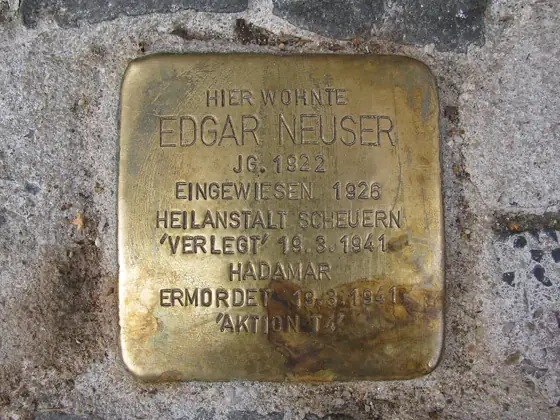 HIER WOHNTE
EDGAR NEUSER
JG. 1922
EINGEWIESEN 1926
HEILANSTALT SCHEUERN
'VERLEGT' 19.3.1941
HADAMAR
ERMORDET 19.3.1941
'AKTION T4'